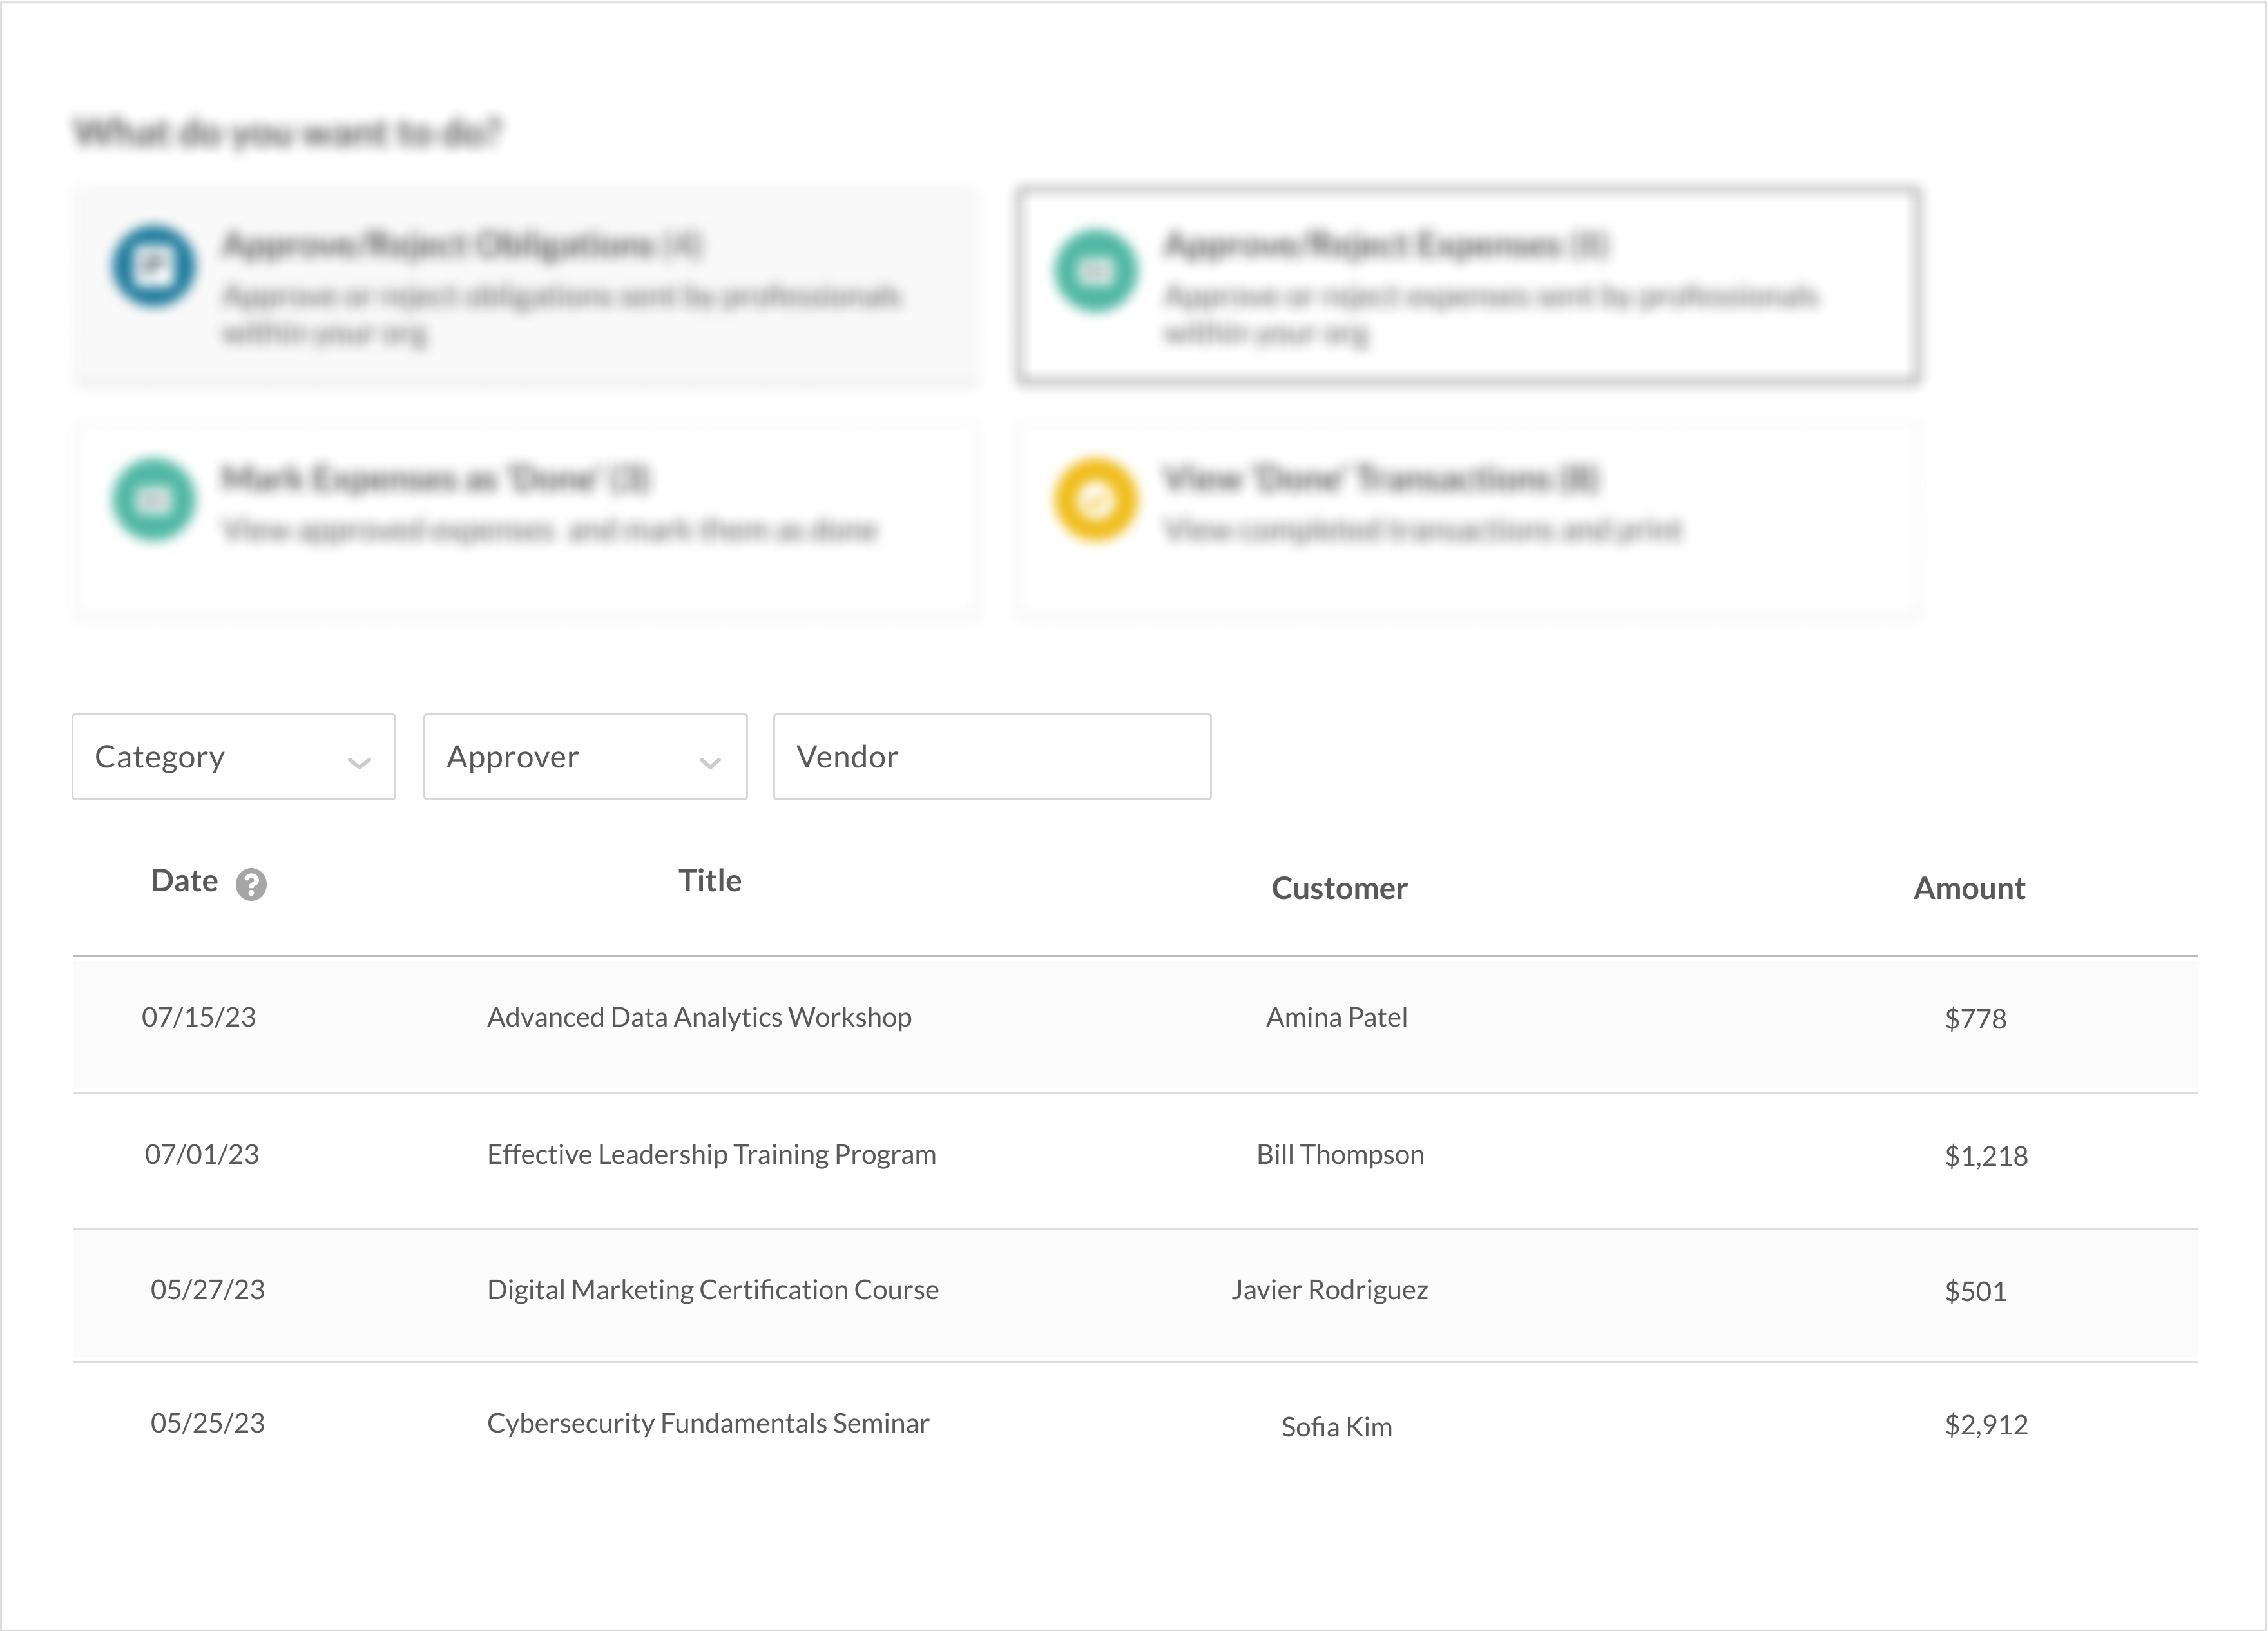 What do you want to do?
Approve/Reject Obligations (4)
Approve or reject obligations sent by professionals
within your org
Approve/Reject Expenses
Approve or reject expenses sent by professionals
within your org
Mark Expenses as 'Done' (3)
View approved expenses and mark them as done
View 'Done' Transactions (8)
View completed transactions and print
Category
Approver
Vendor
Date ?
Title
Customer
Amount
07/15/23
Advanced Data Analytics Workshop
Amina Patel
$778
07/01/23
Effective Leadership Training Program
Bill Thompson
$1,218
05/27/23
Digital Marketing Certification Course
Javier Rodriguez
$501
05/25/23
Cybersecurity Fundamentals Seminar
Sofia Kim
$2,912